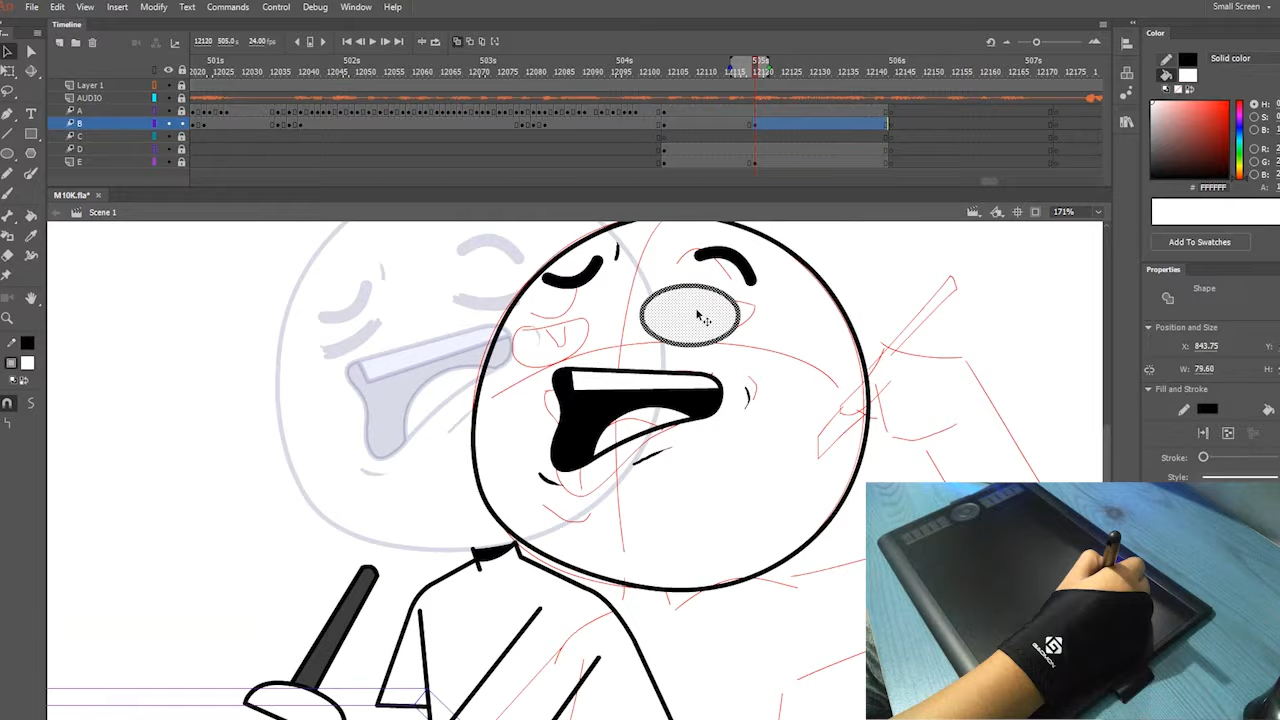 An File Edit View Insert Modify Text Commands Control Debug Window Help Small Screen
Timeline Color
12120 505.0 s 24.00 fps
Solid color
501s 502s 503s 504s 505s 506s 507s
12020 12025 12030 12035 12040 12045 12050 12055 12060 12065 12070 12075 12080 12085 12090 12095 12100 12105 12110 12115 12120 12125 12130 12135 12140 12145 12150 12155 12160 12165 12170 12175 1
Layer 1
AUDIO
A
B
C
D
E
H:
S:
B:
R:
G:
B:
# FFFFFF
M10K.fla* ×
Scene 1 171%
Add To Swatches
Properties
Shape
Position and Size
X: 843.75 Y:
W: 79.60 H:
Fill and Stroke
Stroke:
Style:
GAOMON